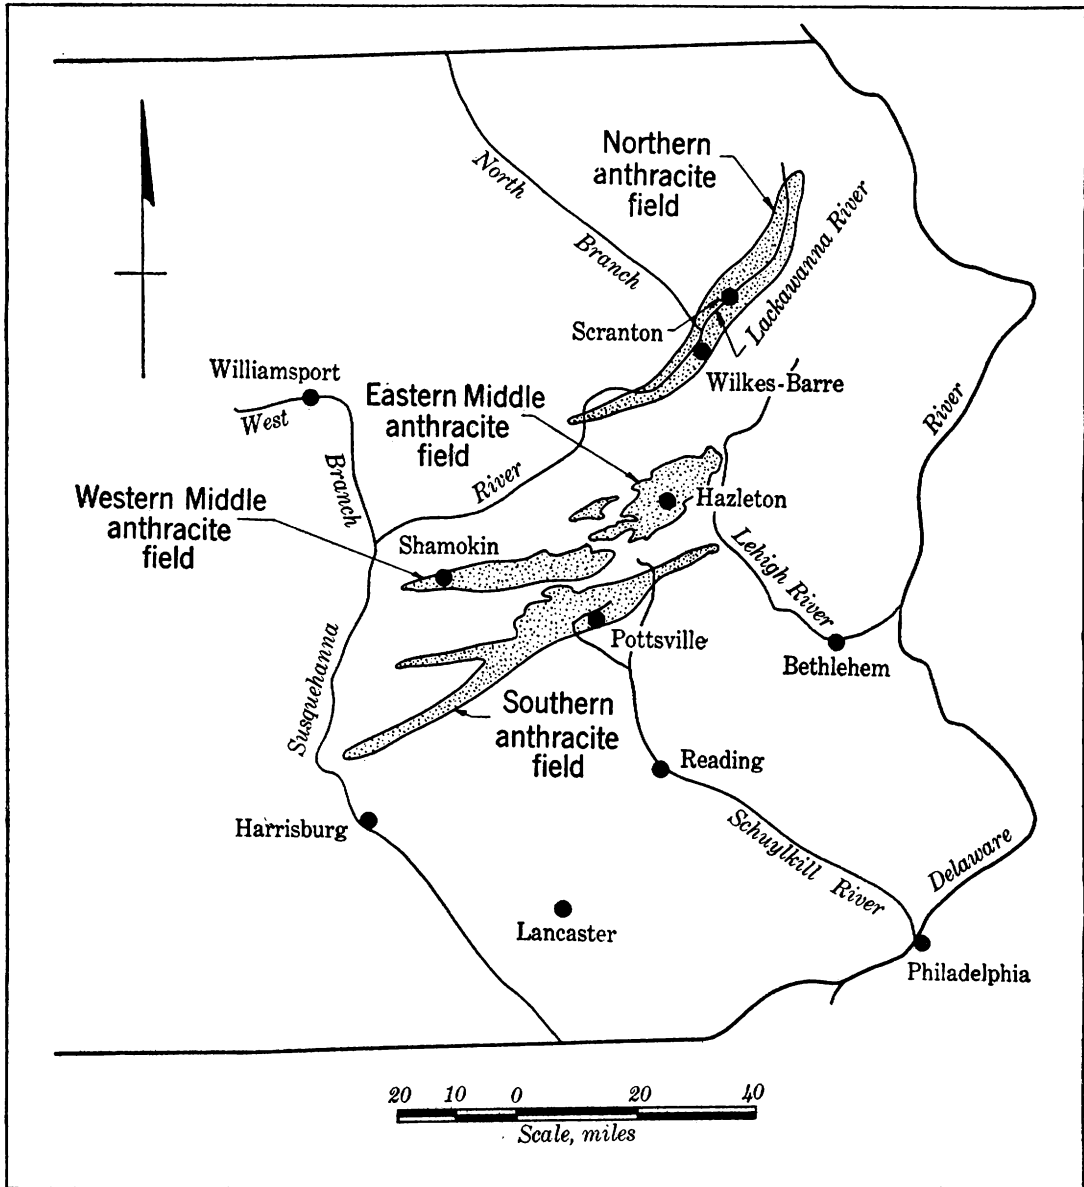 Northern
anthracite
field
North
Branch
Lackawanna River
Scranton
Wilkes-Barre
Williamsport
West
Branch
Eastern Middle
anthracite
field
River
River
Western Middle
anthracite
field
Hazleton
Shamokin
Lehigh River
Pottsville
Bethlehem
Susquehanna
Southern
anthracite
field
Reading
Harrisburg
Schuylkill River
Delaware
Lancaster
Philadelphia
20 10 0 20 40
Scale, miles